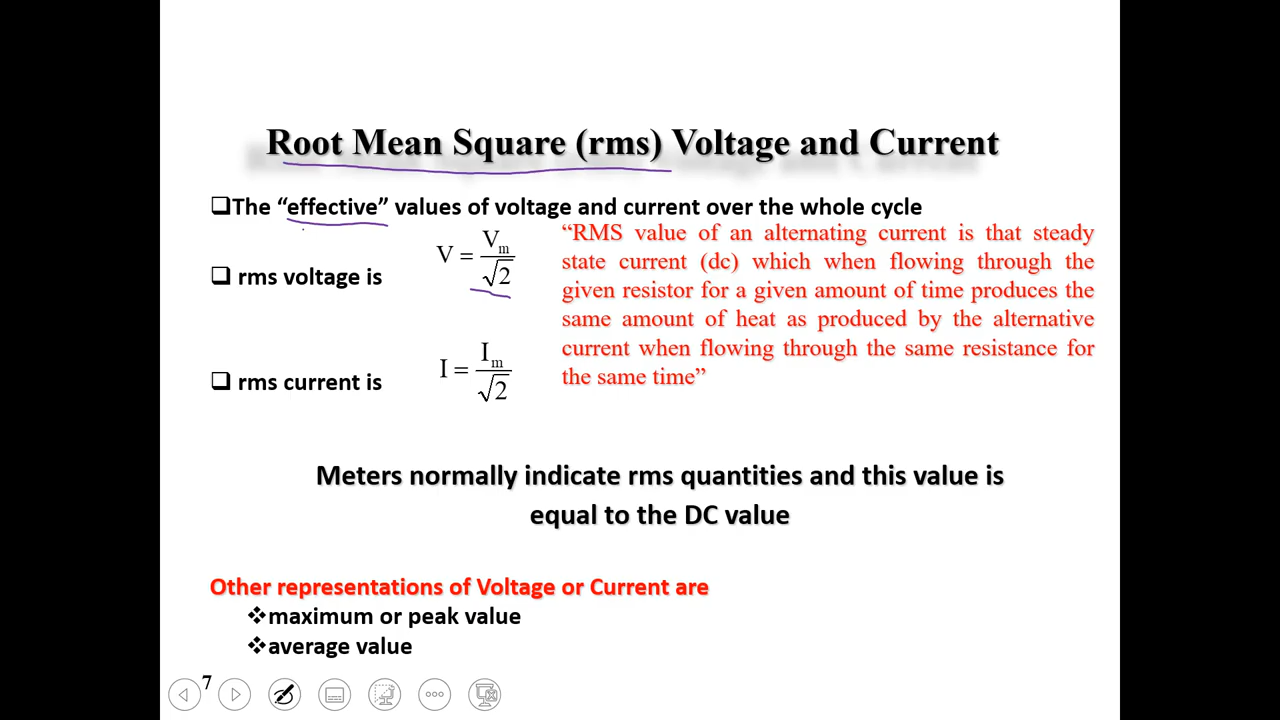 Root Mean Square (rms) Voltage and Current
❑The “effective” values of voltage and current over the whole cycle
❑ rms voltage is
V = Vm/√2
“RMS value of an alternating current is that steady
state current (dc) which when flowing through the
given resistor for a given amount of time produces the
same amount of heat as produced by the alternative
current when flowing through the same resistance for
the same time”
❑ rms current is
I = Im/√2
Meters normally indicate rms quantities and this value is
equal to the DC value
Other representations of Voltage or Current are
❖maximum or peak value
❖average value
7